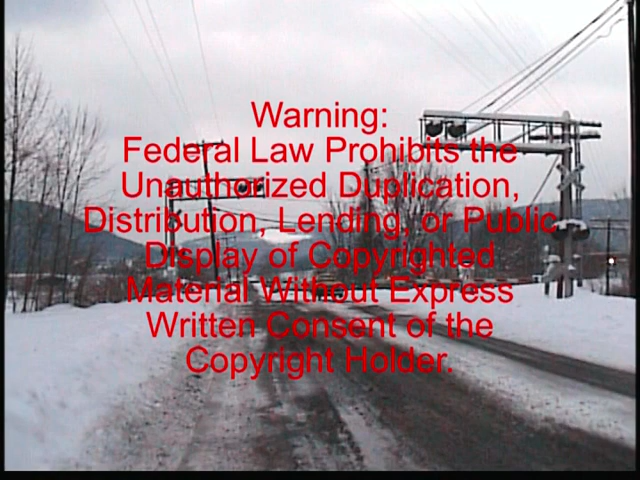 Warning:
Federal Law Prohibits the
Unauthorized Duplication,
Distribution, Lending, or Public
Display of Copyrighted
Material Without Express
Written Consent of the
Copyright Holder.